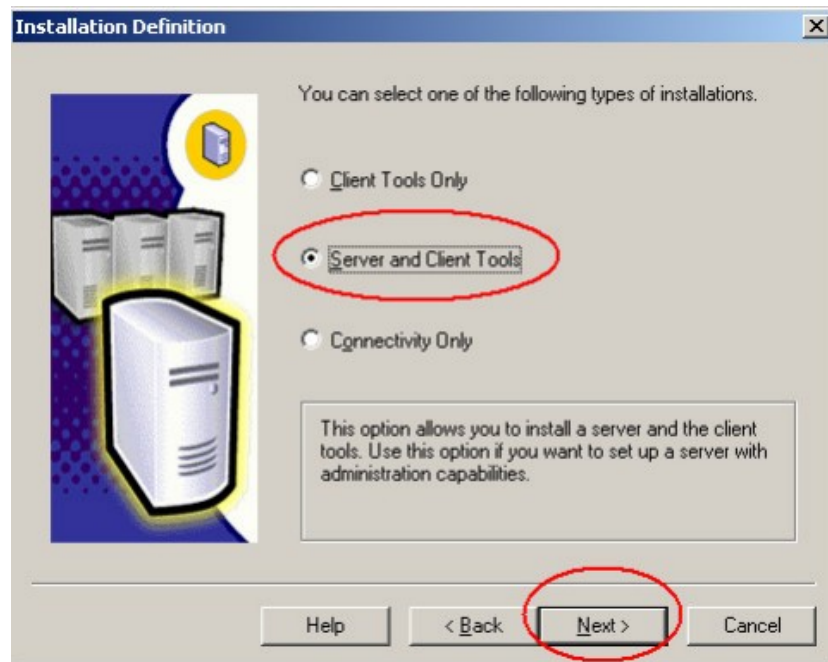 Installation Definition
You can select one of the following types of installations.
Client Tools Only
Server and Client Tools
Connectivity Only
This option allows you to install a server and the client
tools. Use this option if you want to set up a server with
administration capabilities.
Help
< Back
Next >
Cancel